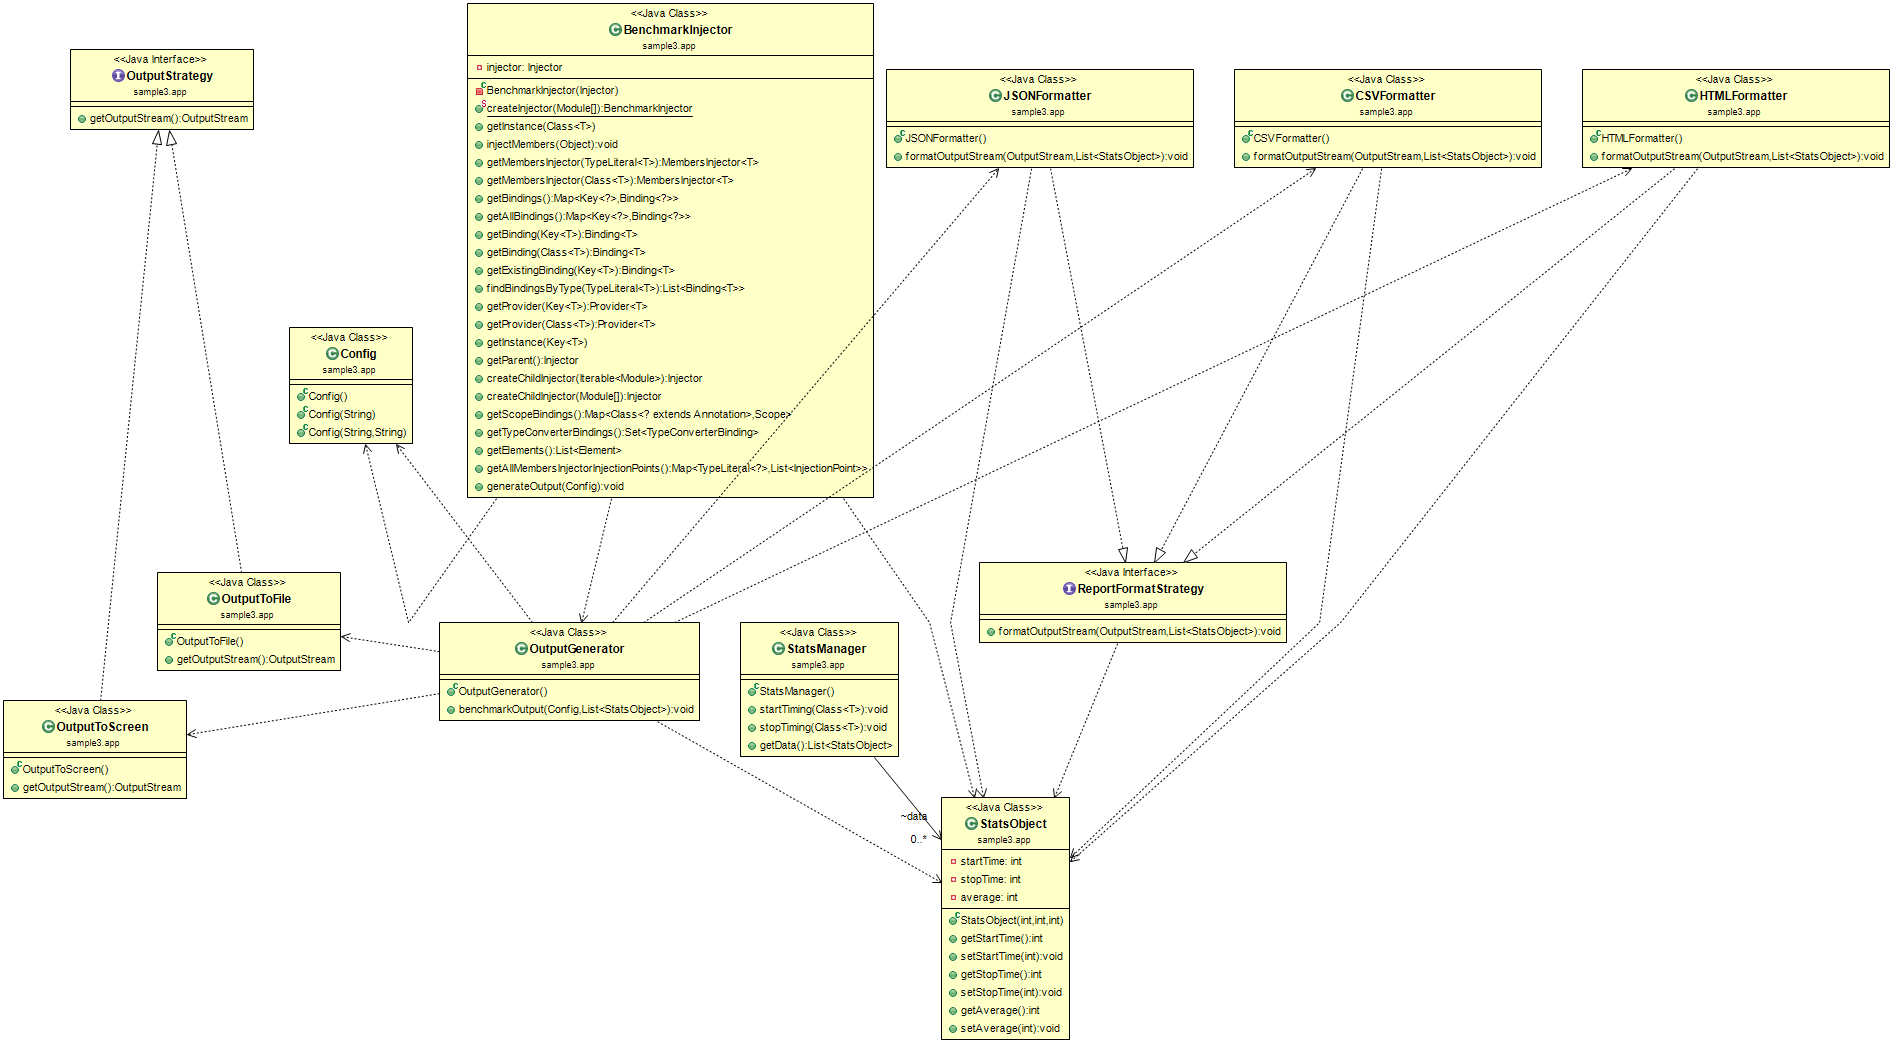 <<Java Interface>>
OutputStrategy
sample3.app
getOutputStream():OutputStream
<<Java Class>>
BenchmarkInjector
sample3.app
injector: Injector
BenchmarkInjector(Injector)
createInjector(Module[]):BenchmarkInjector
getInstance(Class<T>)
injectMembers(Object):void
getMembersInjector(TypeLiteral<T>):MembersInjector<T>
getMembersInjector(Class<T>):MembersInjector<T>
getBindings():Map<Key<?>,Binding<?>>
getAllBindings():Map<Key<?>,Binding<?>>
getBinding(Key<T>):Binding<T>
getBinding(Class<T>):Binding<T>
getExistingBinding(Key<T>):Binding<T>
findBindingsByType(TypeLiteral<T>):List<Binding<T>>
getProvider(Key<T>):Provider<T>
getProvider(Class<T>):Provider<T>
getInstance(Key<T>)
getParent():Injector
createChildInjector(Iterable<Module>):Injector
createChildInjector(Module[]):Injector
getScopeBindings():Map<Class<? extends Annotation>,Scope>
getTypeConverterBindings():Set<TypeConverterBinding>
getElements():List<Element>
getAllMembersInjectorInjectionPoints():Map<TypeLiteral<?>,List<InjectionPoint>>
generateOutput(Config):void
<<Java Class>>
JSONFormatter
sample3.app
JSONFormatter()
formatOutputStream(OutputStream,List<StatsObject>):void
<<Java Class>>
CSVFormatter
sample3.app
CSVFormatter()
formatOutputStream(OutputStream,List<StatsObject>):void
<<Java Class>>
HTMLFormatter
sample3.app
HTMLFormatter()
formatOutputStream(OutputStream,List<StatsObject>):void
<<Java Class>>
Config
sample3.app
Config()
Config(String)
Config(String,String)
<<Java Class>>
OutputToFile
sample3.app
OutputToFile()
getOutputStream():OutputStream
<<Java Class>>
OutputToScreen
sample3.app
OutputToScreen()
getOutputStream():OutputStream
<<Java Class>>
OutputGenerator
sample3.app
OutputGenerator()
benchmarkOutput(Config,List<StatsObject>):void
<<Java Class>>
StatsManager
sample3.app
StatsManager()
startTiming(Class<T>):void
stopTiming(Class<T>):void
getData():List<StatsObject>
<<Java Interface>>
ReportFormatStrategy
sample3.app
formatOutputStream(OutputStream,List<StatsObject>):void
~data
0..*
<<Java Class>>
StatsObject
sample3.app
startTime: int
stopTime: int
average: int
StatsObject(int,int,int)
getStartTime():int
setStartTime(int):void
getStopTime():int
setStopTime(int):void
getAverage():int
setAverage(int):void